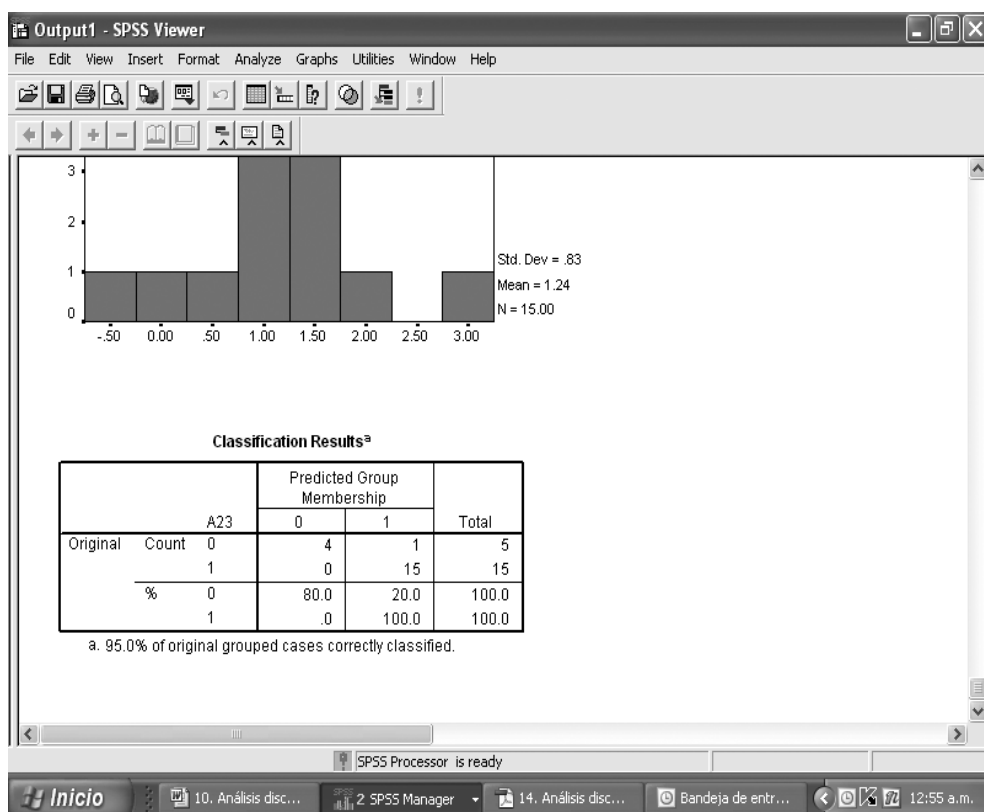 Output1 - SPSS Viewer
File Edit View Insert Format Analyze Graphs Utilities Window Help
3
2
1
0
-.50 0.00 .50 1.00 1.50 2.00 2.50 3.00
Std. Dev = .83
Mean = 1.24
N = 15.00
Classification Resultsa
Predicted Group
Membership
A23 0 1 Total
Original Count 0 4 1 5
1 0 15 15
% 0 80.0 20.0 100.0
1 .0 100.0 100.0
a. 95.0% of original grouped cases correctly classified.
SPSS Processor is ready
Inicio 10. Análisis disc... 2 SPSS Manager 14. Análisis disc... Bandeja de entr... 12:55 a.m.